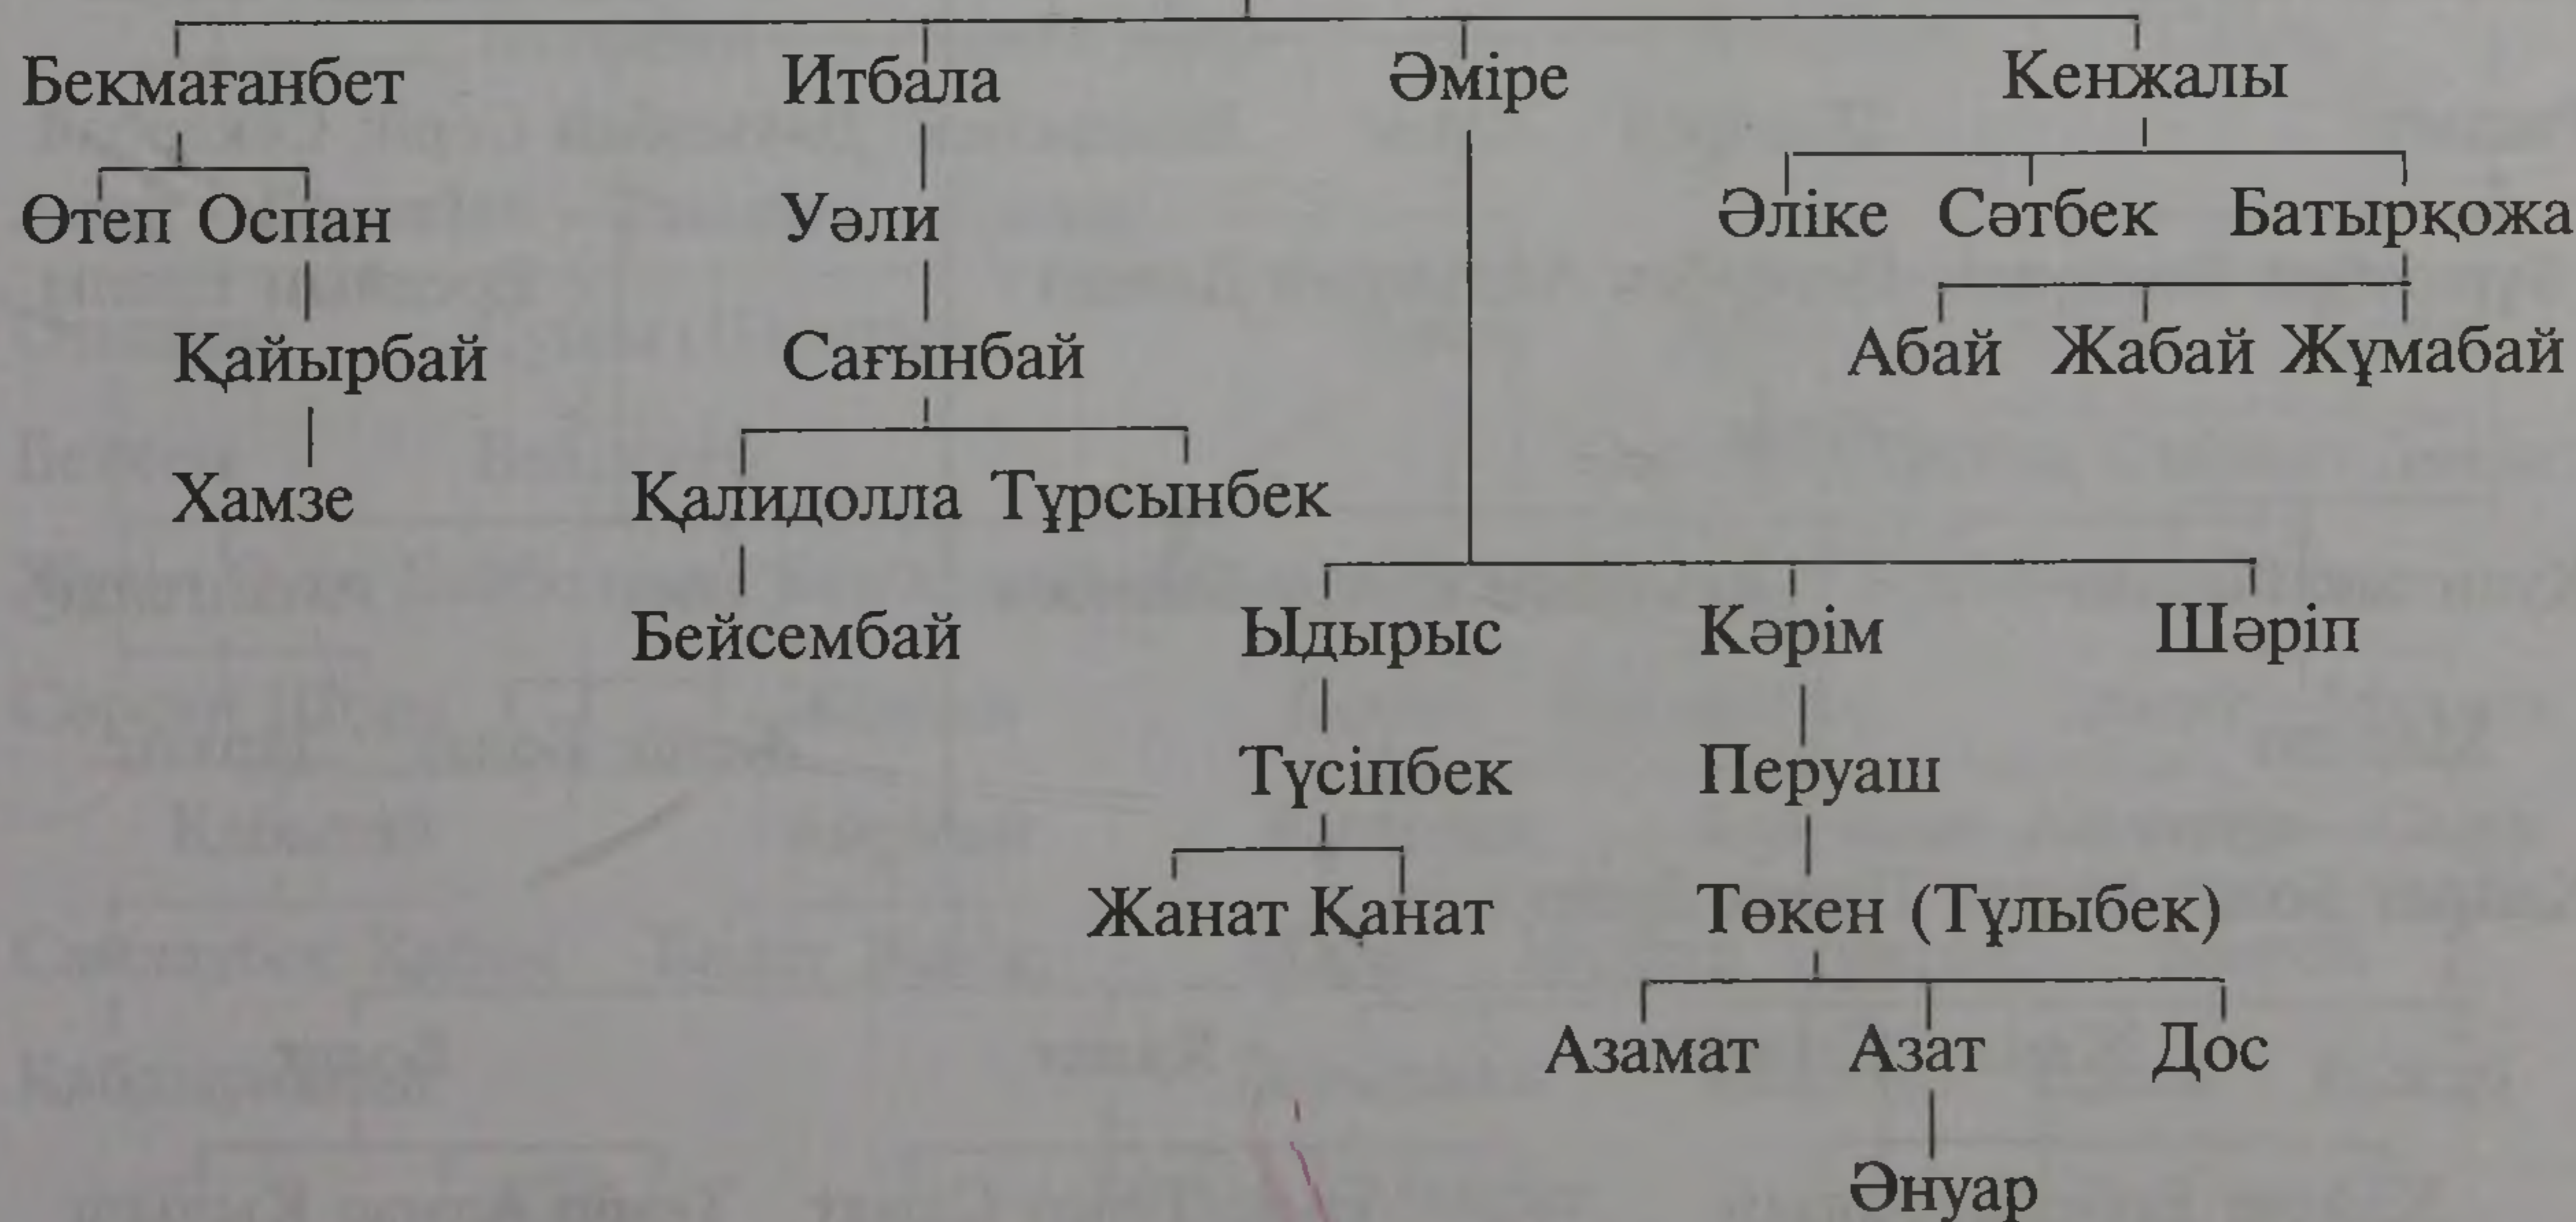 Бекмағанбет Итбала Әміре Кенжалы
Өтеп Оспан Уәли Әліке Сәтбек Батырқожа
Қайырбай Сағынбай Абай Жабай Жұмабай
Хамзе Қалидолла Тұрсынбек
Бейсембай Ыдырыс Кәрім Шәріп
Түсіпбек Перуаш
Жанат Қанат Төкен (Тұлыбек)
Азамат Азат Дос
Әнуар